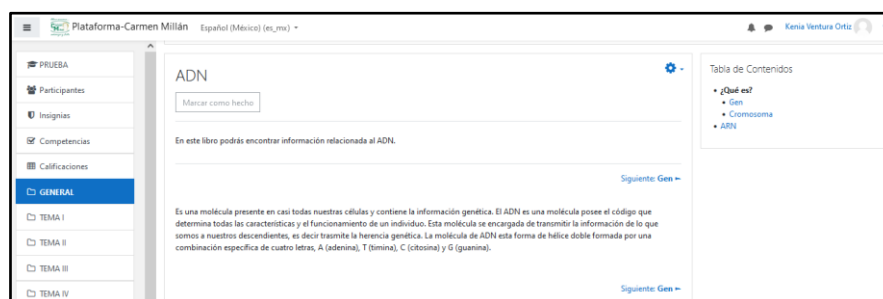 Plataforma-Carmen Millán
Español (México) (es_mx)
Kenia Ventura Ortiz
PRUEBA
Participantes
Insignias
Competencias
Calificaciones
GENERAL
TEMA I
TEMA II
TEMA III
TEMA IV
ADN
Marcar como hecho
En este libro podrás encontrar información relacionada al ADN.
Siguiente: Gen
Es una molécula presente en casi todas nuestras células y contiene la información genética. El ADN es una molécula posee el código que
determina todas las características y el funcionamiento de un individuo. Esta molécula se encargada de transmitir la información de lo que
somos a nuestros descendientes, es decir trasmite la herencia genética. La molécula de ADN esta forma de hélice doble formada por una
combinación específica de cuatro letras, A (adenina), T (timina), C (citosina) y G (guanina).
Siguiente: Gen
Tabla de Contenidos
¿Qué es?
Gen
Cromosoma
ARN